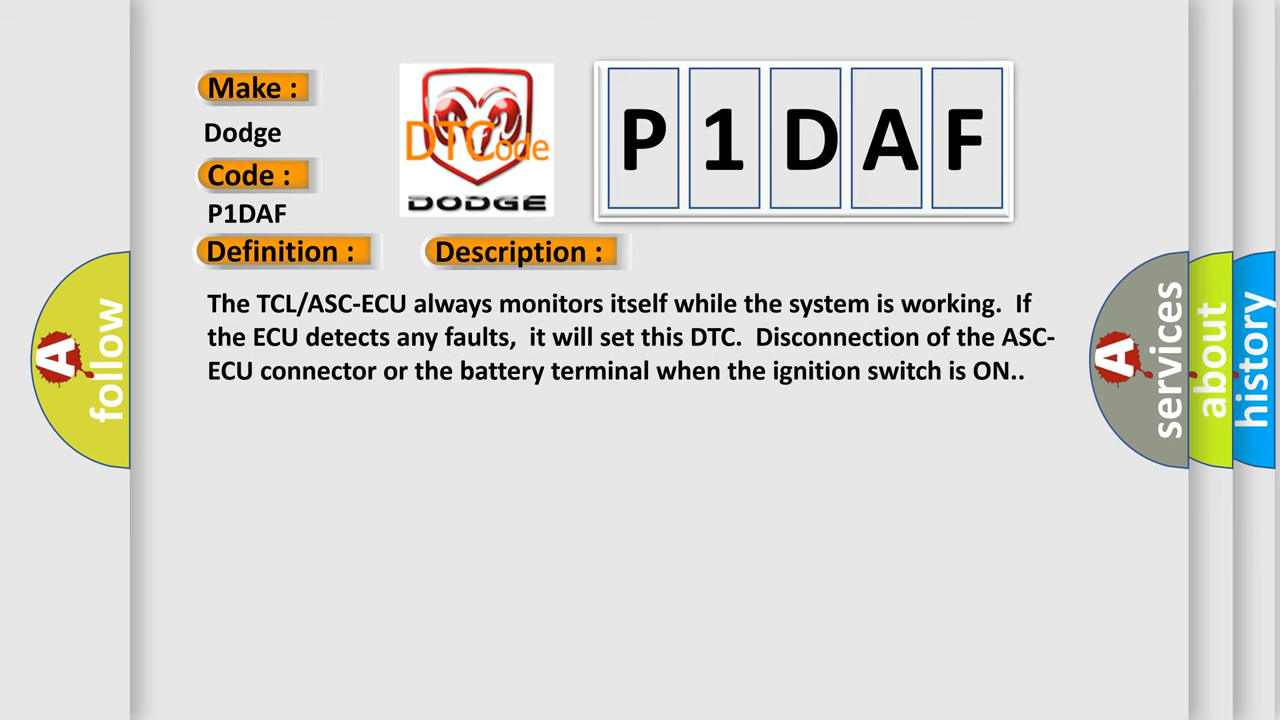 Make :
Dodge
Code :
P1DAF
Definition :
Description :
DTCode
DODGE
P1DAF
The TCL/ASC-ECU always monitors itself while the system is working. If
the ECU detects any faults, it will set this DTC. Disconnection of the ASC-
ECU connector or the battery terminal when the ignition switch is ON..
A follow
A services
about
history